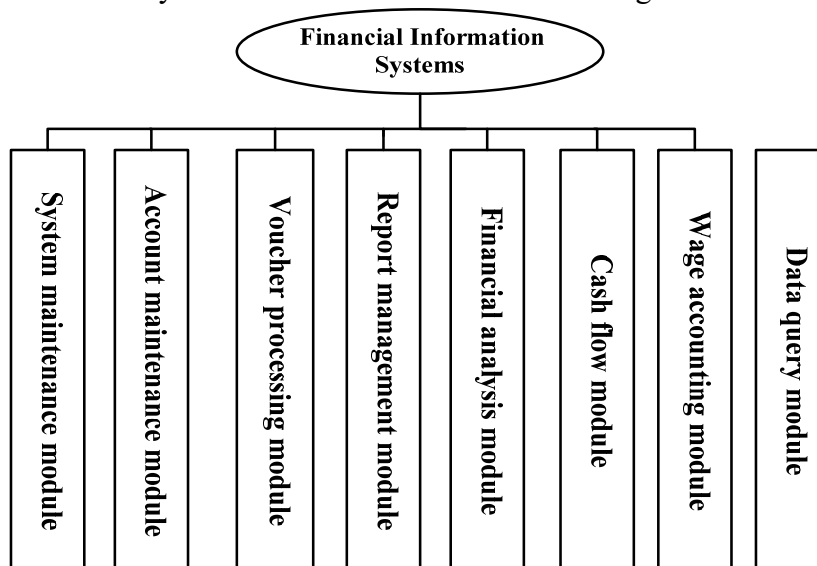 Financial Information
Systems
System maintenance module
Account maintenance module
Voucher processing module
Report management module
Financial analysis module
Cash flow module
Wage accounting module
Data query module